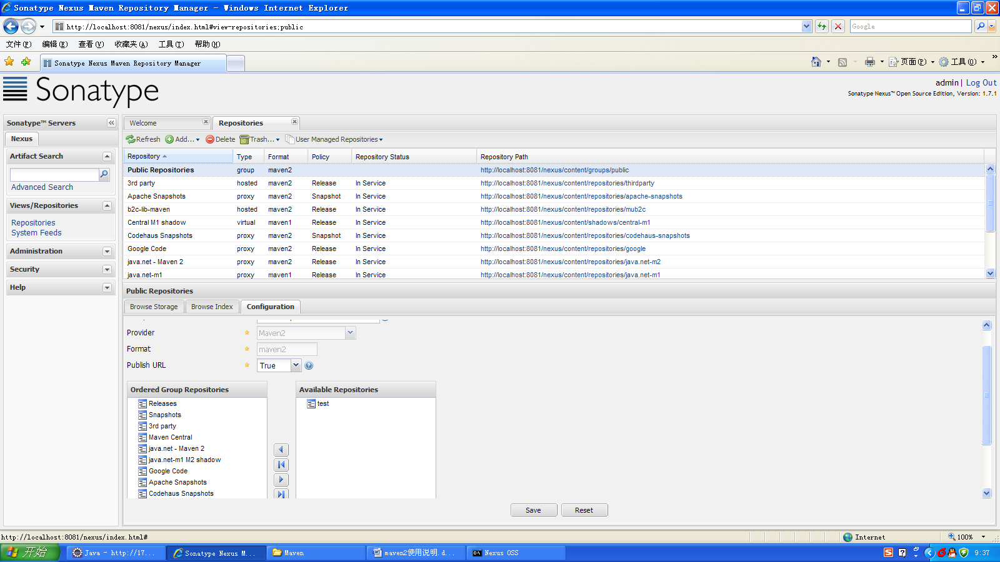 Sonatype Nexus Maven Repository Manager - Windows Internet Explorer
http://localhost:8081/nexus/index.html#view-repositories;public
Google
文件(F) 编辑(E) 查看(V) 收藏夹(A) 工具(T) 帮助(H)
Sonatype Nexus Maven Repository Manager
页面(P) 工具(O)
Sonatype
admin | Log Out
Sonatype Nexus™ Open Source Edition, Version: 1.7.1
Sonatype™ Servers
Nexus
Artifact Search
Advanced Search
Views/Repositories
Repositories
System Feeds
Administration
Security
Help
Welcome Repositories
Refresh Add... Delete Trash... User Managed Repositories
Repository Type Format Policy Repository Status Repository Path
Public Repositories group maven2 http://localhost:8081/nexus/content/groups/public
3rd party hosted maven2 Release In Service http://localhost:8081/nexus/content/repositories/thirdparty
Apache Snapshots proxy maven2 Snapshot In Service http://localhost:8081/nexus/content/repositories/apache-snapshots
b2c-lib-maven hosted maven2 Release In Service http://localhost:8081/nexus/content/repositories/mub2c
Central M1 shadow virtual maven1 Release In Service http://localhost:8081/nexus/content/shadows/central-m1
Codehaus Snapshots proxy maven2 Snapshot In Service http://localhost:8081/nexus/content/repositories/codehaus-snapshots
Google Code proxy maven2 Release In Service http://localhost:8081/nexus/content/repositories/google
java.net - Maven 2 proxy maven2 Release In Service http://localhost:8081/nexus/content/repositories/java.net-m2
java.net-m1 proxy maven1 Release In Service http://localhost:8081/nexus/content/repositories/java.net-m1
Public Repositories
Browse Storage Browse Index Configuration
Provider Maven2
Format maven2
Publish URL True
Ordered Group Repositories
Releases
Snapshots
3rd party
Maven Central
java.net - Maven 2
java.net-m1 M2 shadow
Google Code
Apache Snapshots
Codehaus Snapshots
Available Repositories
test
Save Reset
http://localhost:8081/nexus/index.html#
Internet 100%
开始 Java - http://17... Sonatype Nexus M... Maven maven2使用说明.d... Nexus OSS 9:37